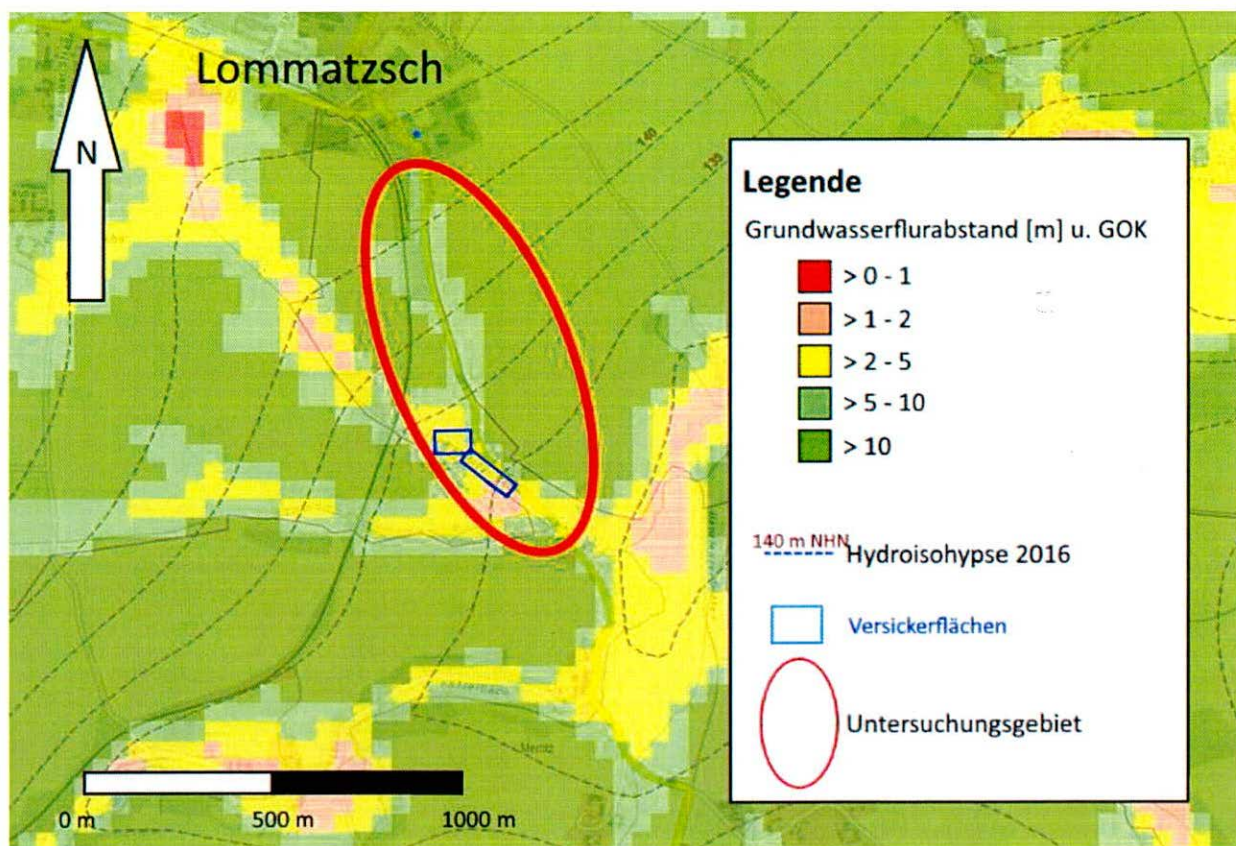 Lommatzsch
N
140
135
Legende
Grundwasserflurabstand [m] u. GOK
> 0 - 1
> 1 - 2
> 2 - 5
> 5 - 10
> 10
140 m NHN
Hydroisohypse 2016
Versickerflächen
Untersuchungsgebiet
Mertitz
0 m
500 m
1000 m